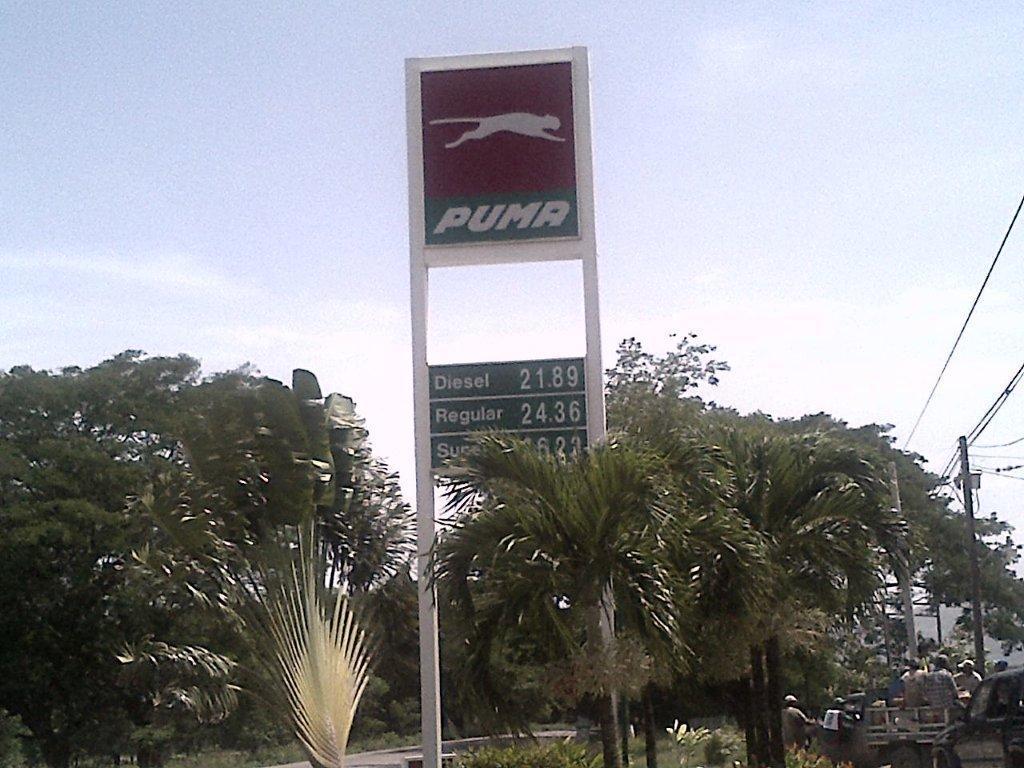 PUMA
Diesel 21.89
Regular 24.36